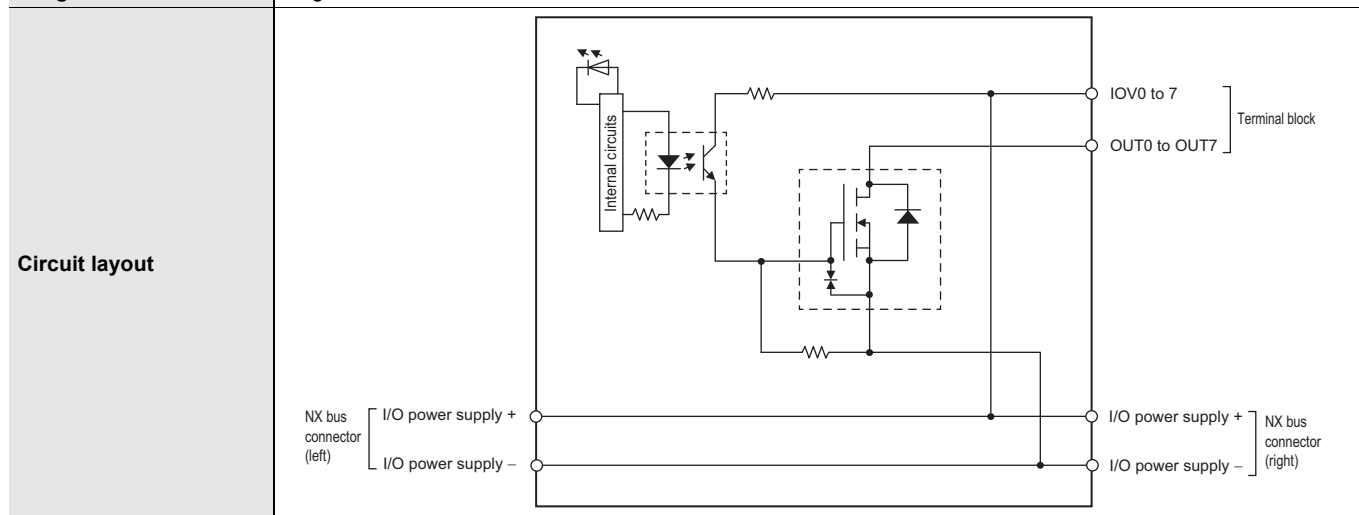 Circuit layout
Internal circuits
IOV0 to 7
OUT0 to OUT7
Terminal block
NX bus
connector
(left)
I/O power supply +
I/O power supply −
I/O power supply +
I/O power supply −
NX bus
connector
(right)